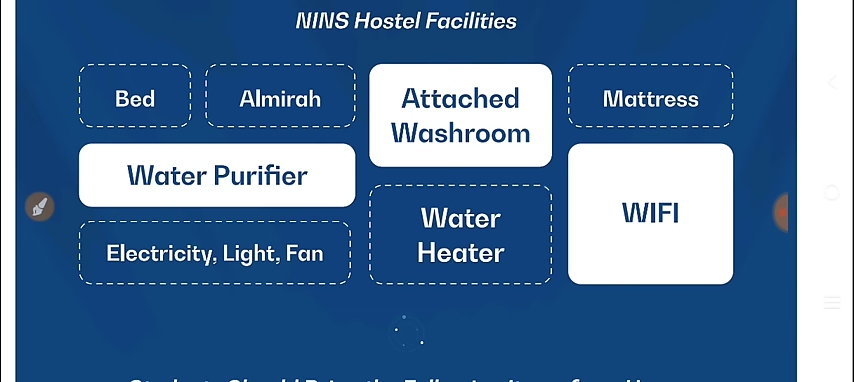 NINS Hostel Facilities
Bed
Almirah
Attached
Washroom
Mattress
Water Purifier
WIFI
Water
Heater
Electricity, Light, Fan